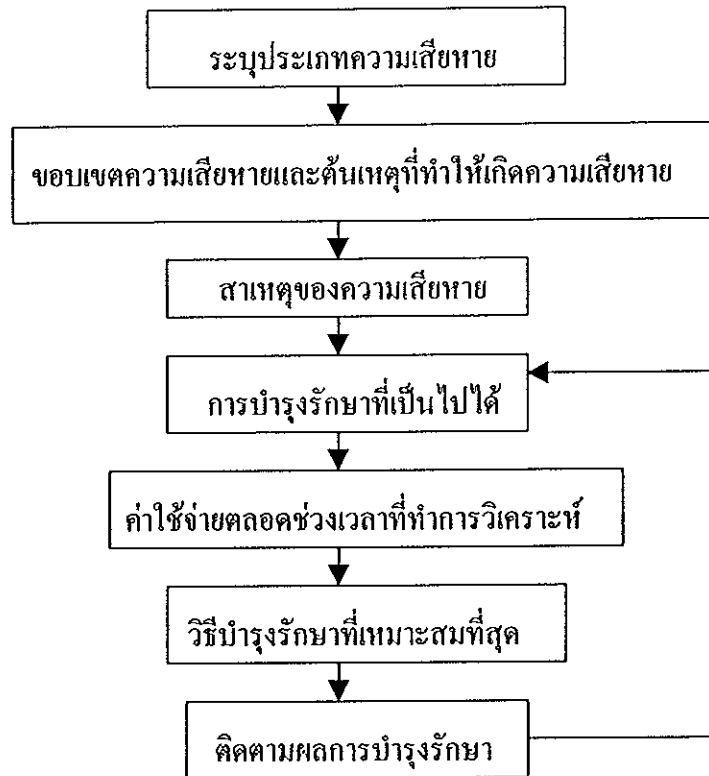 ระบุประเภทความเสียหาย
ขอบเขตความเสียหายและต้นเหตุที่ทำให้เกิดความเสียหาย
สาเหตุของความเสียหาย
การบำรุงรักษาที่เป็นไปได้
ค่าใช้จ่ายตลอดช่วงเวลาที่ทำการวิเคราะห์
วิธีบำรุงรักษาที่เหมาะสมที่สุด
ติดตามผลการบำรุงรักษา